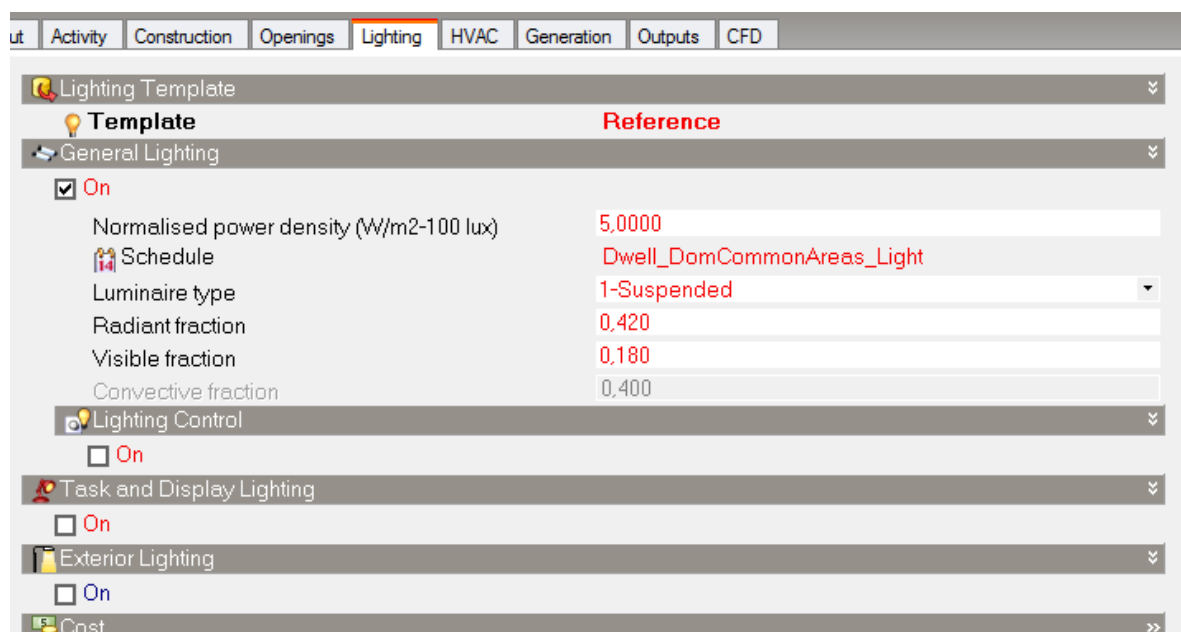 ut Activity Construction Openings Lighting HVAC Generation Outputs CFD
Lighting Template
Template Reference
General Lighting
On
Normalised power density (W/m2-100 lux) 5,0000
14 Schedule Dwell_DomCommonAreas_Light
Luminaire type 1-Suspended
Radiant fraction 0,420
Visible fraction 0,180
Convective fraction 0,400
Lighting Control
On
Task and Display Lighting
On
Exterior Lighting
On
5 Cost